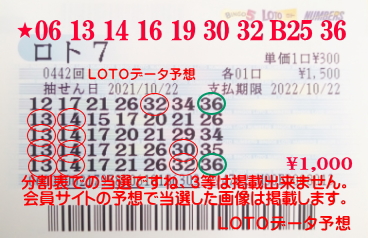 LOTO NUMBERS
★06 13 14 16 19 30 32 B25 36
ロト7 単価1口¥300
0442回 LOTOデータ予想 各01口 ¥1,500
抽せん日 2021/10/22 支払期限 2022/10/22
12 17 21 26 32 34 36
13 14 15 17 20 21 26
13 14 17 20 21 29 34
13 14 16 21 26 30 35
13 14 16 21 26 32 36
¥1,000
分割表での当選ですね、3等は掲載出来ません。
会員サイトの予想で当選した画像は掲載します。
LOTOデータ予想